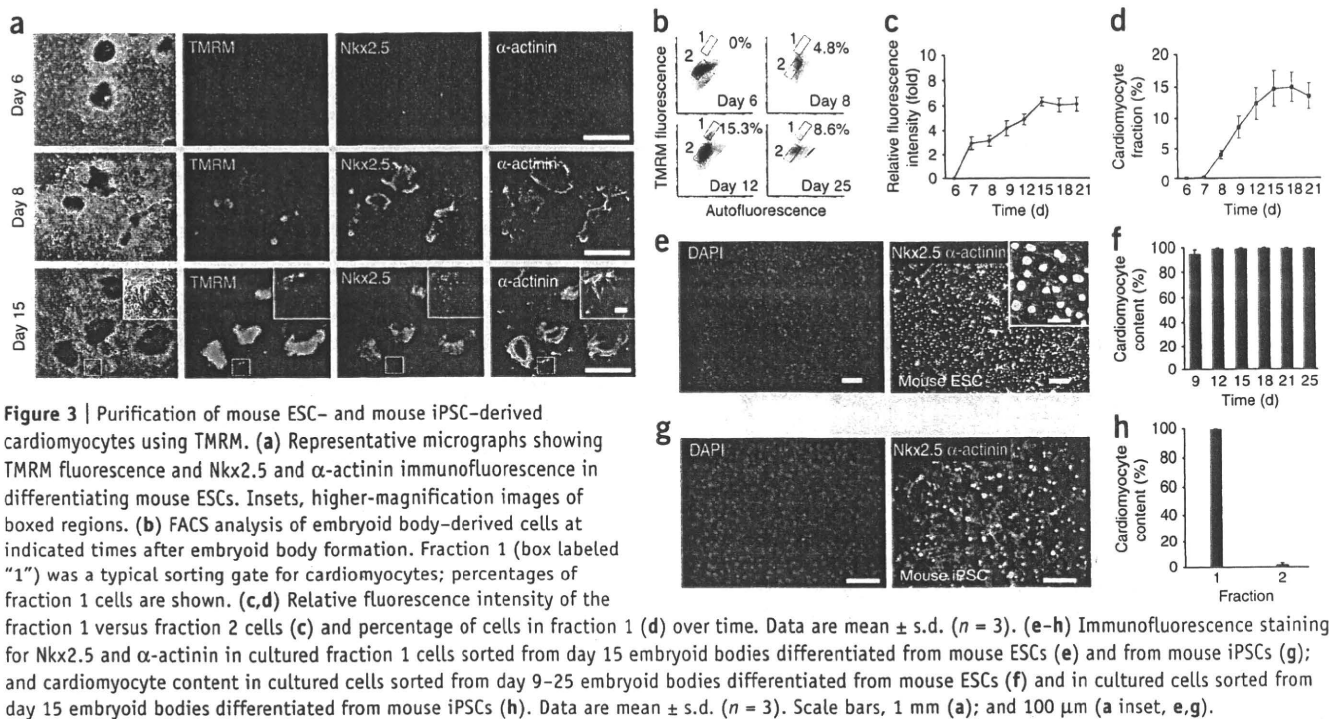 a
Day 6
TMRM
Nkx2.5
α-actinin
Day 8
TMRM
Nkx2.5
α-actinin
Day 15
TMRM
Nkx2.5
α-actinin
b
TMRM fluorescence
1
0%
2
Day 6
1
4.8%
2
Day 8
1
15.3%
2
Day 12
1
8.6%
2
Day 25
Autofluorescence
c
Relative fluorescence
intensity (fold)
10
8
6
4
2
0
6 7 8 9 12 15 18 21
Time (d)
d
Cardiomyocyte
fraction (%)
20
15
10
5
0
6 7 8 9 12 15 18 21
Time (d)
e
DAPI
Nkx2.5 α-actinin
Mouse ESC
f
Cardiomyocyte
content (%)
100
80
60
90
20
0
9 12 15 18 21 25
Time (d)
g
DAPI
Nkx2.5 α-actinin
Mouse iPSC
h
Cardiomyocyte
content (%)
100
80
60
40
20
0
1 2
Fraction
Figure 3 | Purification of mouse ESC– and mouse iPSC–derived
cardiomyocytes using TMRM. (a) Representative micrographs showing
TMRM fluorescence and Nkx2.5 and α-actinin immunofluorescence in
differentiating mouse ESCs. Insets, higher-magnification images of
boxed regions. (b) FACS analysis of embryoid body–derived cells at
indicated times after embryoid body formation. Fraction 1 (box labeled
"1") was a typical sorting gate for cardiomyocytes; percentages of
fraction 1 cells are shown. (c,d) Relative fluorescence intensity of the
fraction 1 versus fraction 2 cells (c) and percentage of cells in fraction 1 (d) over time. Data are mean ± s.d. (n = 3). (e–h) Immunofluorescence staining
for Nkx2.5 and α-actinin in cultured fraction 1 cells sorted from day 15 embryoid bodies differentiated from mouse ESCs (e) and from mouse iPSCs (g);
and cardiomyocyte content in cultured cells sorted from day 9–25 embryoid bodies differentiated from mouse ESCs (f) and in cultured cells sorted from
day 15 embryoid bodies differentiated from mouse iPSCs (h). Data are mean ± s.d. (n = 3). Scale bars, 1 mm (a); and 100 μm (a inset, e,g).